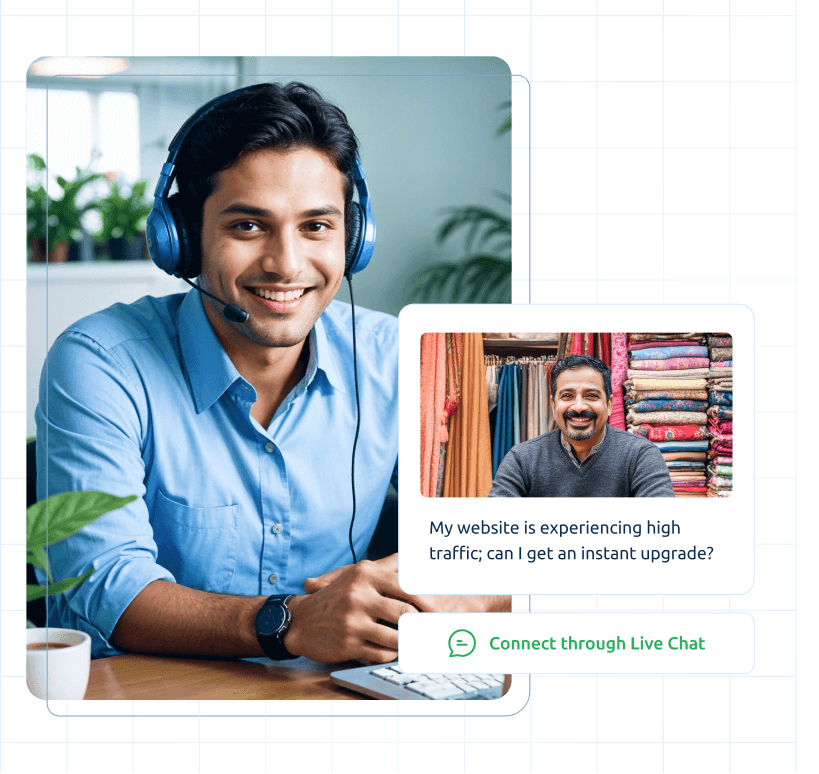 My website is experiencing high
traffic; can I get an instant upgrade?
Connect through Live Chat